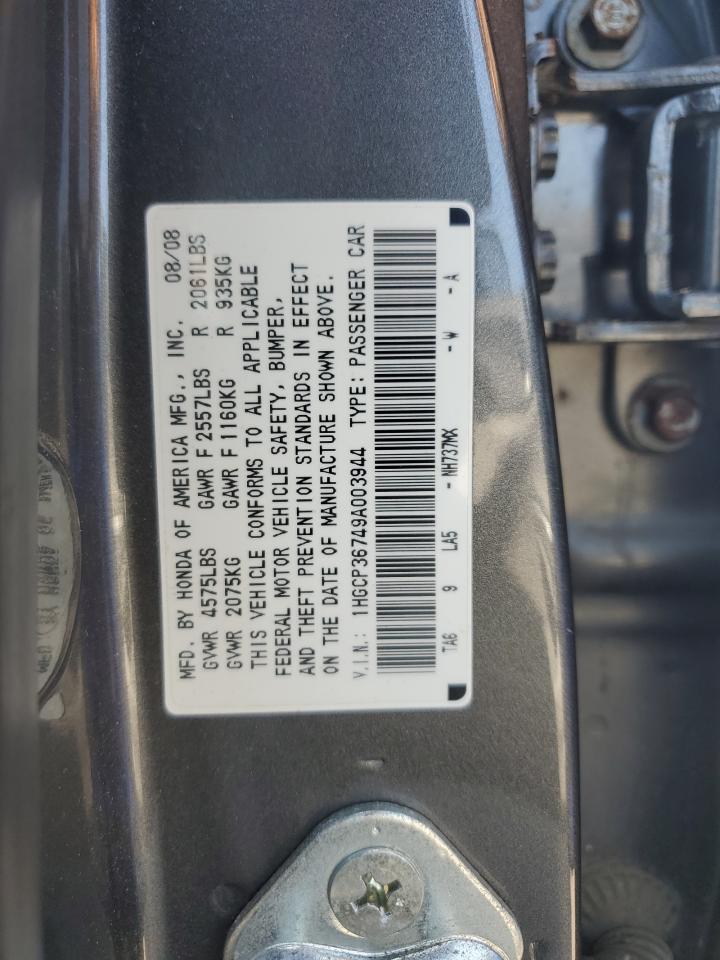 MFD. BY HONDA OF AMERICA MFG., INC. 08/08
GVWR 4575LBS GAWR F 2557LBS R 2061LBS
GVWR 2075KG GAWR F 1160KG R 935KG
THIS VEHICLE CONFORMS TO ALL APPLICABLE
FEDERAL MOTOR VEHICLE SAFETY, BUMPER,
AND THEFT PREVENTION STANDARDS IN EFFECT
ON THE DATE OF MANUFACTURE SHOWN ABOVE.
V.I.N.: 1HGCP36749A003944 TYPE: PASSENGER CAR
TA6 9 LA5 -NH737MX -W -A